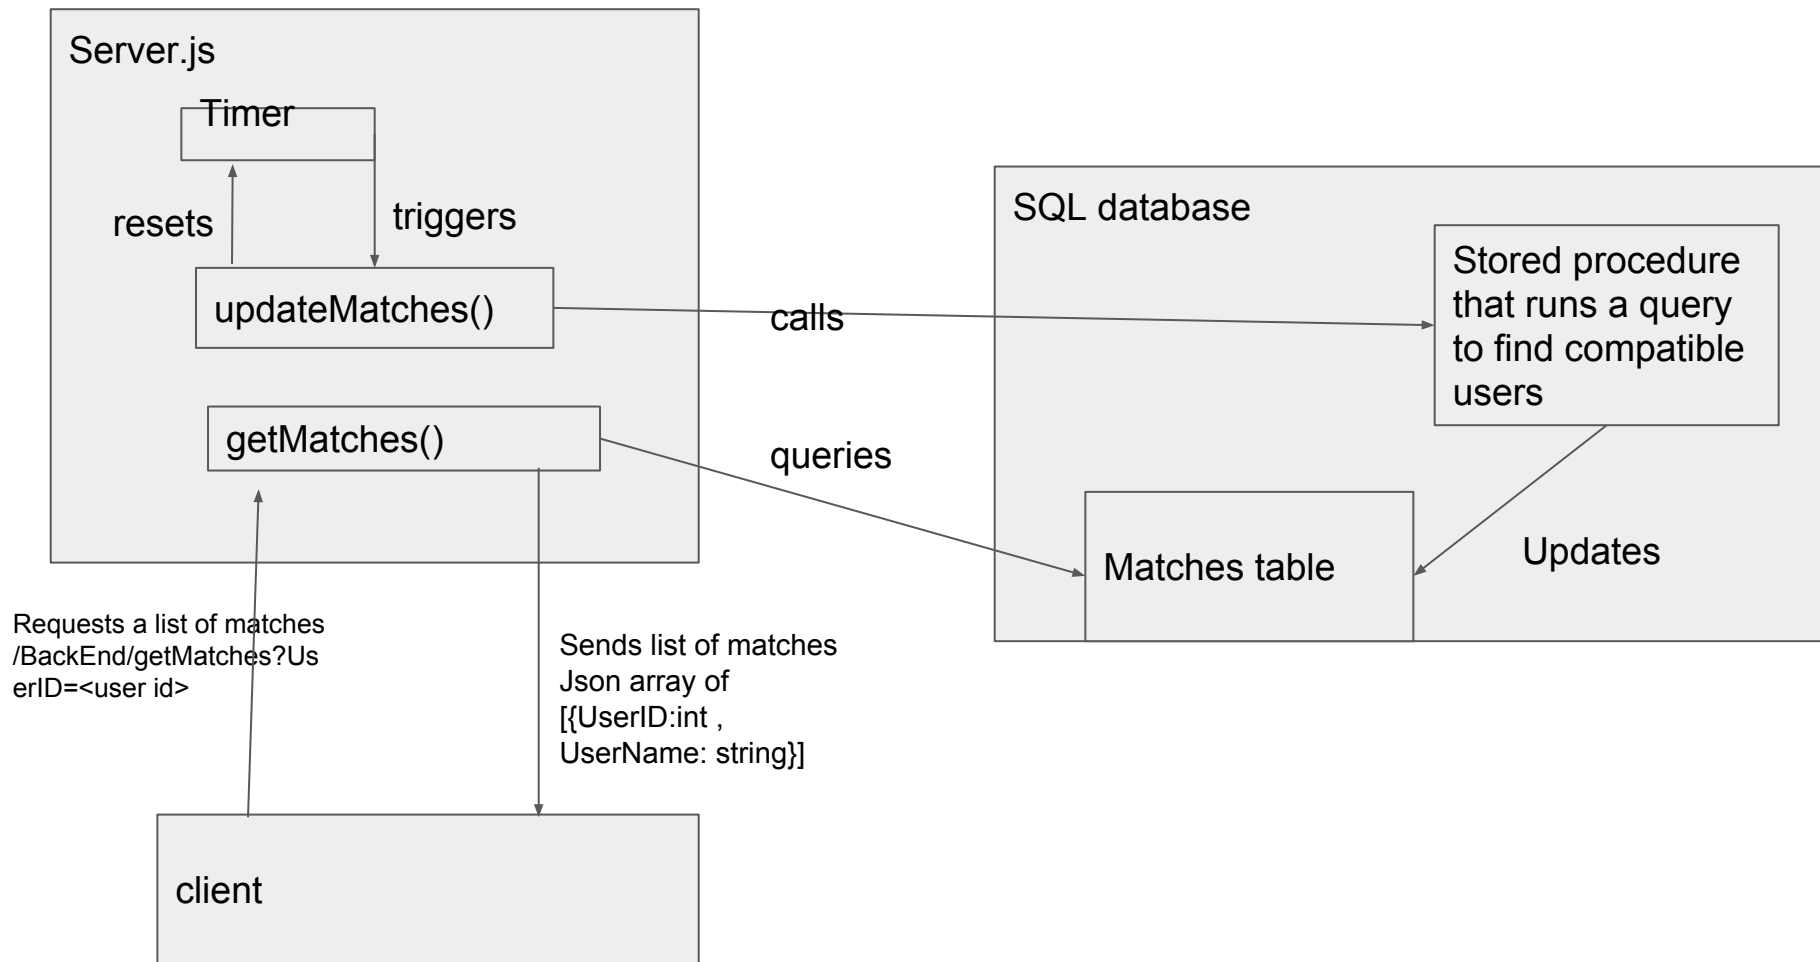 Server.js
Timer
resets
triggers
updateMatches()
calls
getMatches()
queries
SQL database
Stored procedure
that runs a query
to find compatible
users
Matches table
Updates
Requests a list of matches
/BackEnd/getMatches?Us
erID=<user id>
Sends list of matches
Json array of
[{UserID:int ,
UserName: string}]
client